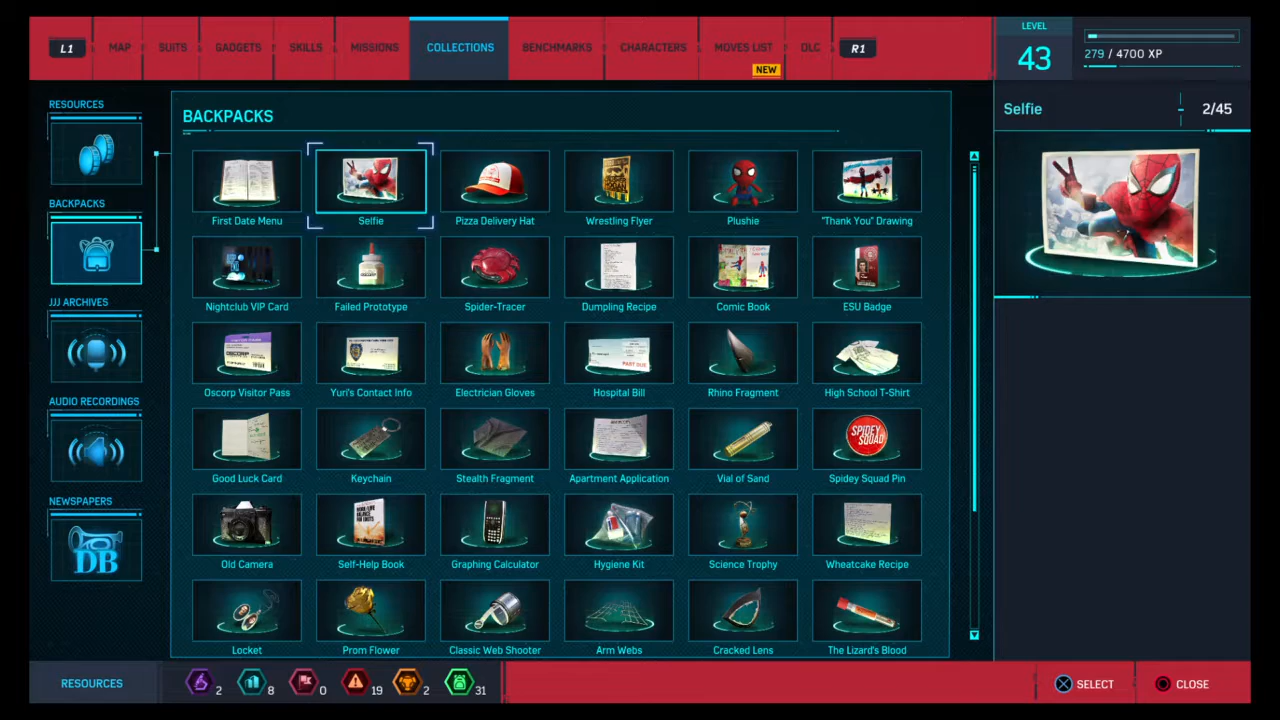 L1 MAP SUITS GADGETS SKILLS MISSIONS COLLECTIONS BENCHMARKS CHARACTERS MOVES LIST DLC R1
NEW
LEVEL
43
279 / 4700 XP
RESOURCES
BACKPACKS
JJJ ARCHIVES
AUDIO RECORDINGS
NEWSPAPERS
DB
BACKPACKS
First Date Menu Selfie Pizza Delivery Hat Wrestling Flyer Plushie "Thank You" Drawing
Nightclub VIP Card Failed Prototype Spider-Tracer Dumpling Recipe Comic Book ESU Badge
OSCORP
PAST DUE
Oscorp Visitor Pass Yuri's Contact Info Electrician Gloves Hospital Bill Rhino Fragment High School T-Shirt
SPIDEY SQUAD
Good Luck Card Keychain Stealth Fragment Apartment Application Vial of Sand Spidey Squad Pin
Old Camera Self-Help Book Graphing Calculator Hygiene Kit Science Trophy Wheatcake Recipe
Locket Prom Flower Classic Web Shooter Arm Webs Cracked Lens The Lizard's Blood
Selfie 2/45
RESOURCES 2 8 0 19 2 31
SELECT CLOSE